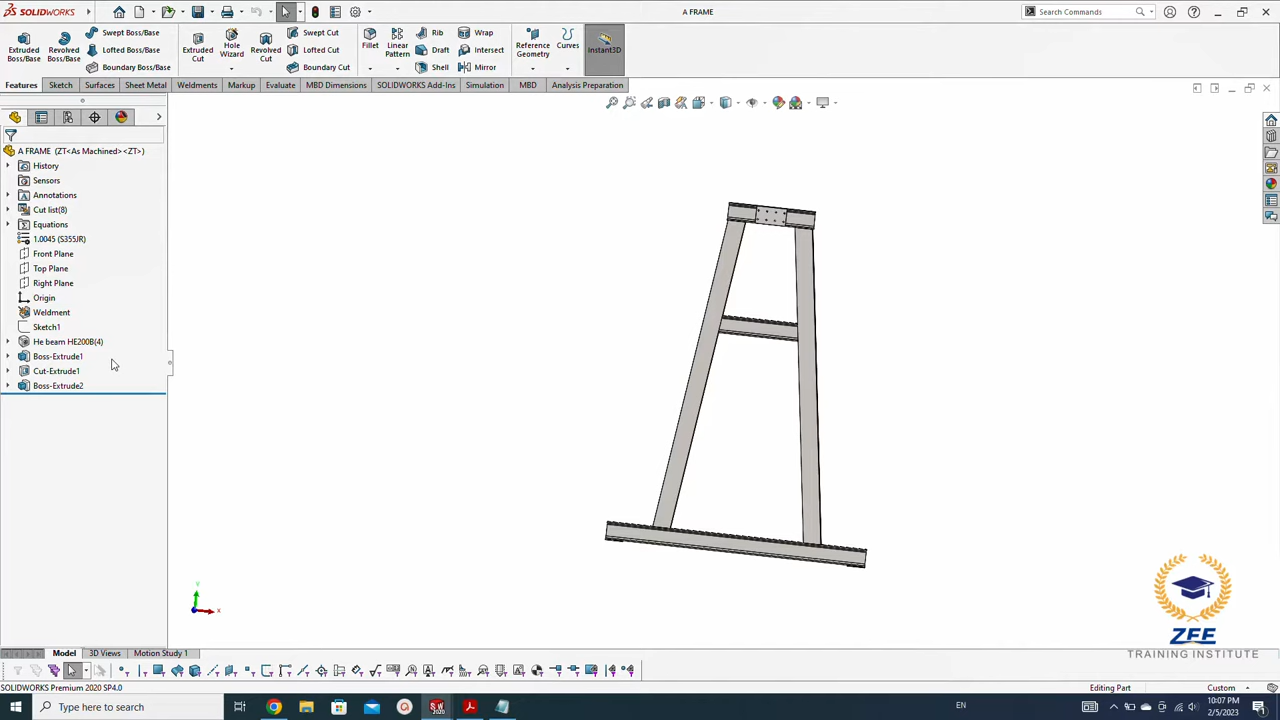 SOLIDWORKS
A FRAME
Search Commands
Extruded Boss/Base
Revolved Boss/Base
Swept Boss/Base
Lofted Boss/Base
Boundary Boss/Base
Extruded Cut
Hole Wizard
Revolved Cut
Swept Cut
Lofted Cut
Boundary Cut
Fillet
Linear Pattern
Rib
Draft
Shell
Wrap
Intersect
Mirror
Reference Geometry
Curves
Instant3D
Features
Sketch
Surfaces
Sheet Metal
Weldments
Markup
Evaluate
MBD Dimensions
SOLIDWORKS Add-Ins
Simulation
MBD
Analysis Preparation
A FRAME (ZT<As Machined><ZT>)
History
Sensors
Annotations
Cut list(8)
Equations
1.0045 (S355JR)
Front Plane
Top Plane
Right Plane
Origin
Weldment
Sketch1
He beam HE200B(4)
Boss-Extrude1
Cut-Extrude1
Boss-Extrude2
Y
X
ZFE
TRAINING INSTITUTE
Model
3D Views
Motion Study 1
SOLIDWORKS Premium 2020 SP4.0
Editing Part
Custom
Type here to search
EN
10:07 PM
2/5/2023